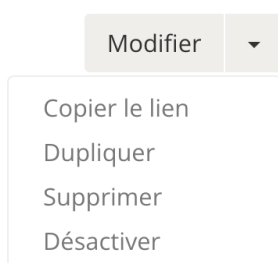 Modifier
Copier le lien
Dupliquer
Supprimer
Désactiver